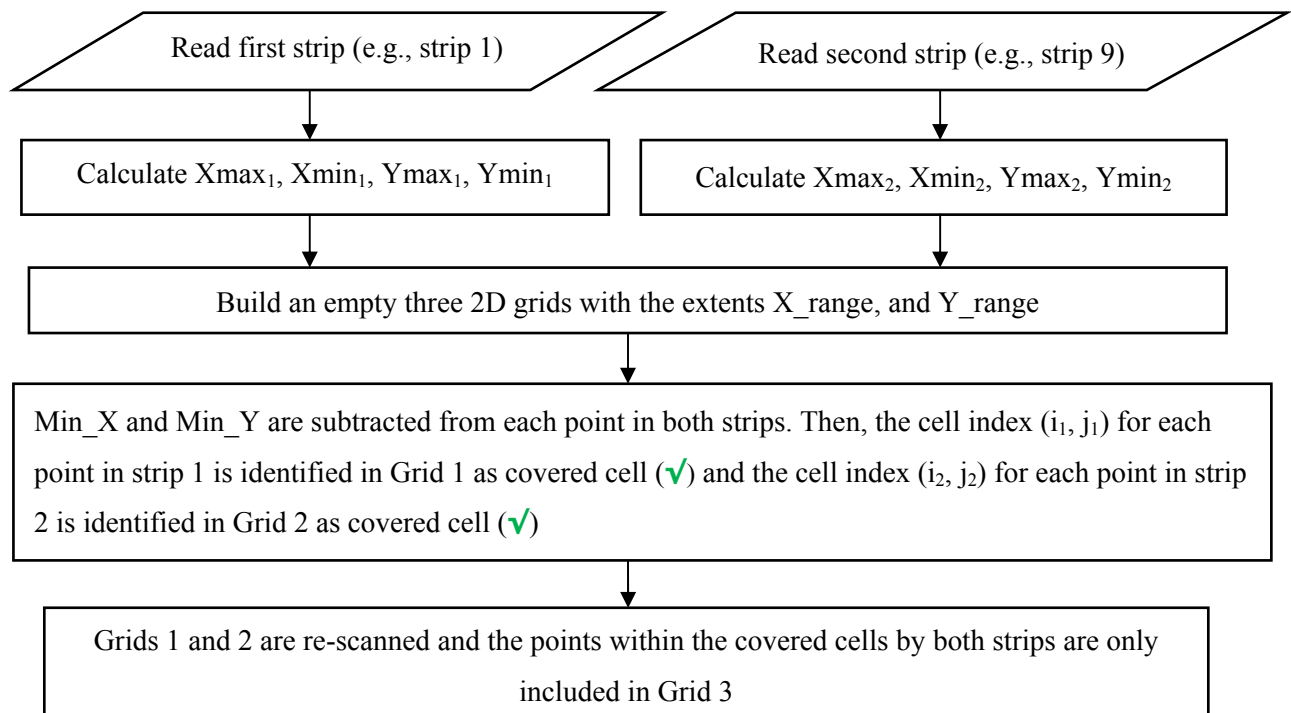 Read first strip (e.g., strip 1)
Read second strip (e.g., strip 9)
Calculate Xmax₁, Xmin₁, Ymax₁, Ymin₁
Calculate Xmax₂, Xmin₂, Ymax₂, Ymin₂
Build an empty three 2D grids with the extents X_range, and Y_range
Min_X and Min_Y are subtracted from each point in both strips. Then, the cell index (i₁, j₁) for each
point in strip 1 is identified in Grid 1 as covered cell (√) and the cell index (i₂, j₂) for each point in strip
2 is identified in Grid 2 as covered cell (√)
Grids 1 and 2 are re-scanned and the points within the covered cells by both strips are only
included in Grid 3